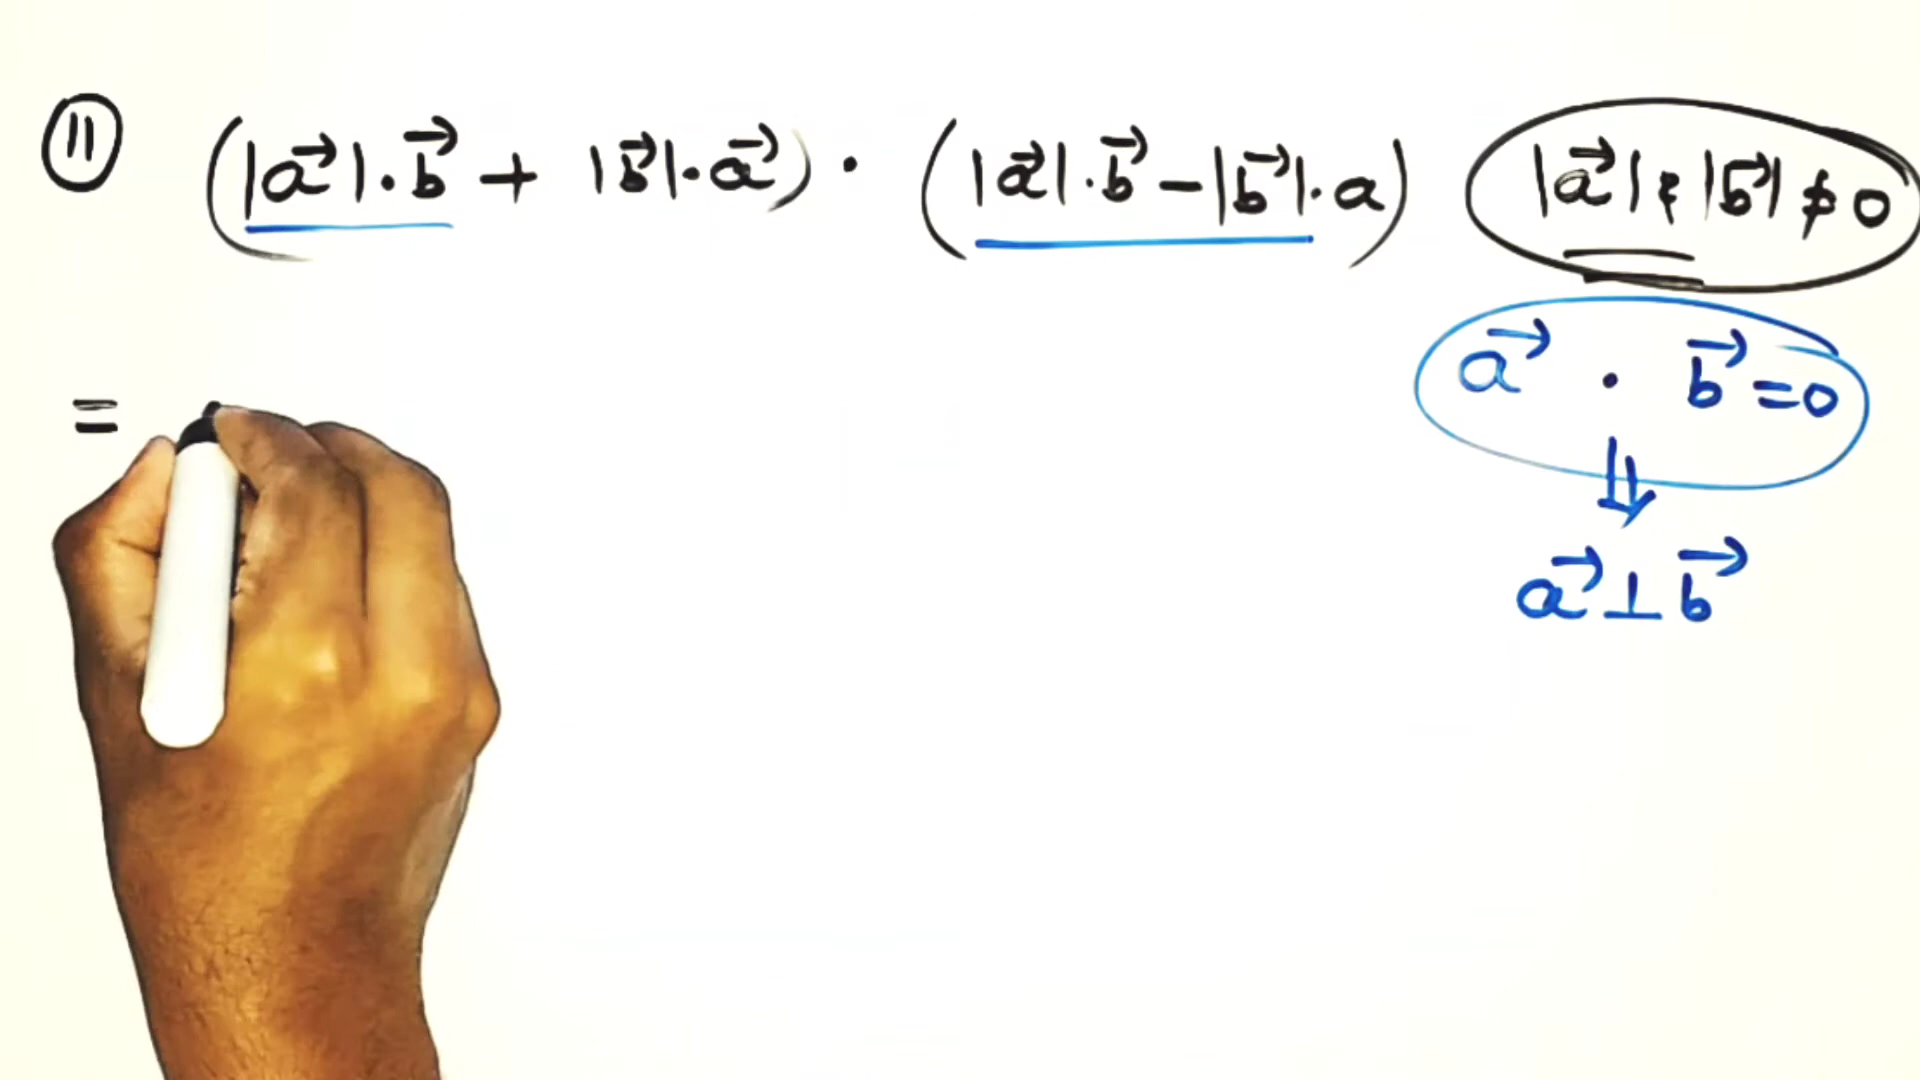 11 (|a⃗|·b⃗ + |b⃗|·a⃗) · (|a⃗|·b⃗ − |b⃗|·a) |a⃗| & |b⃗| ≠ 0
a⃗ · b⃗ = 0
=
⇓
a⃗ ⊥ b⃗